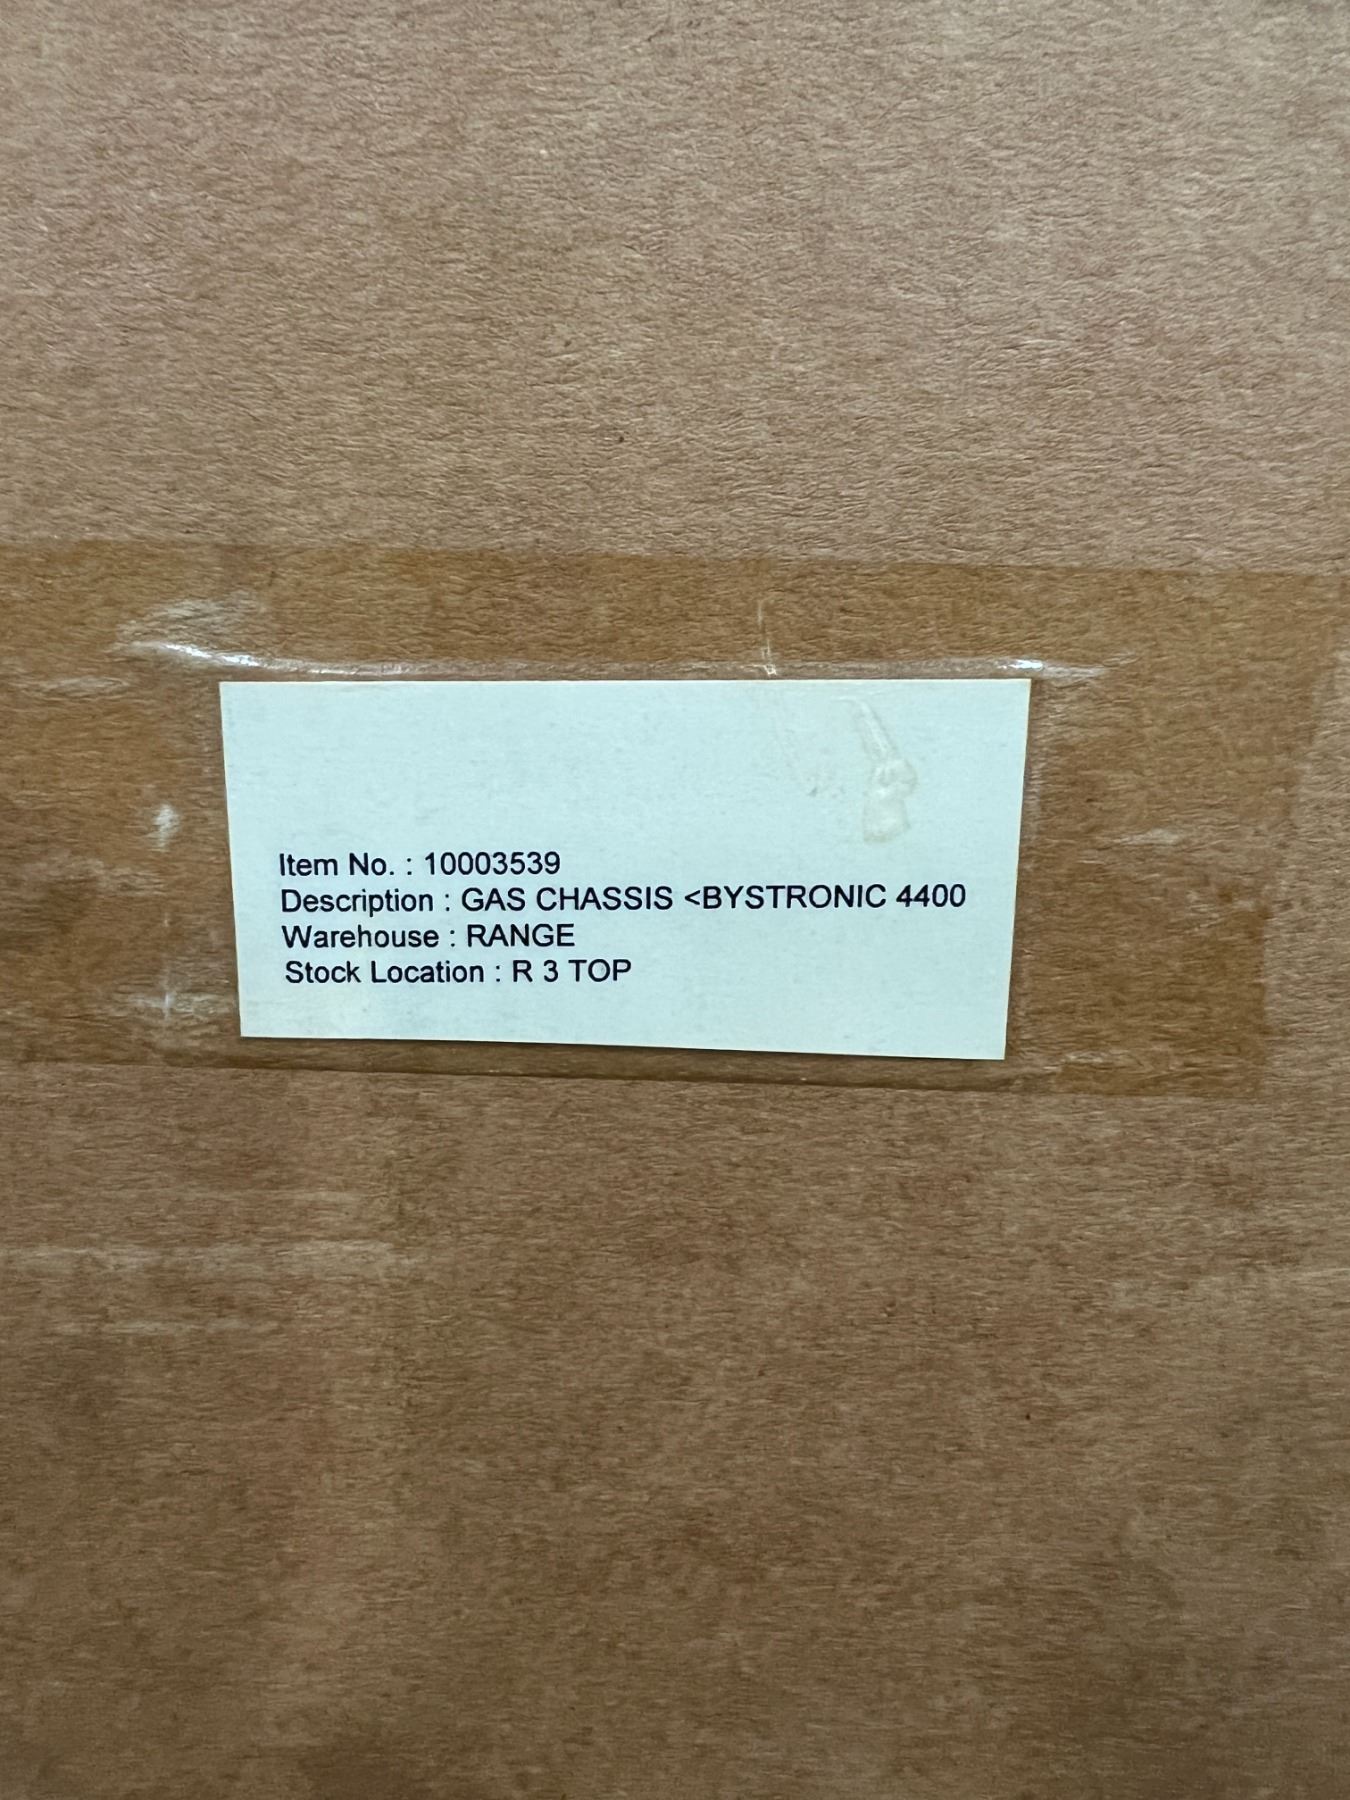 Item No. : 10003539
Description : GAS CHASSIS <BYSTRONIC 4400
Warehouse : RANGE
Stock Location : R 3 TOP